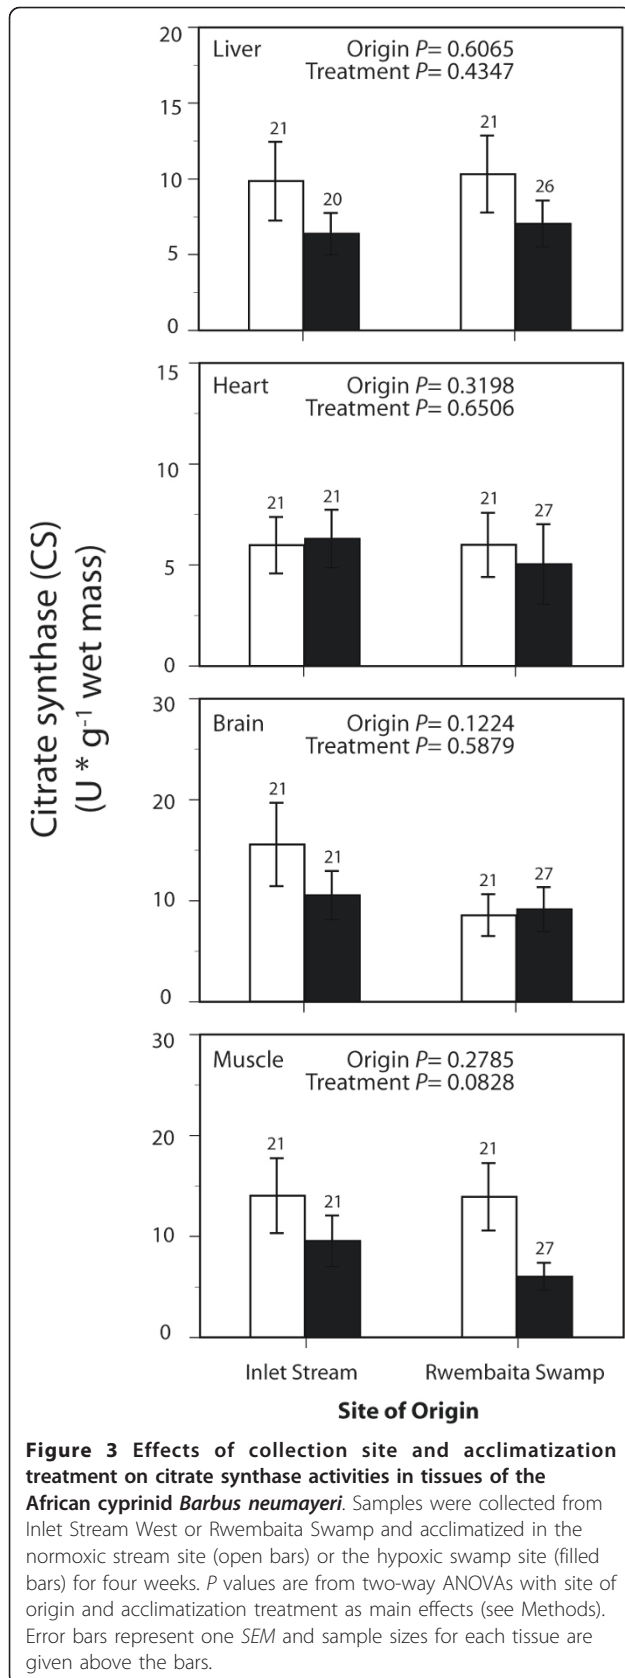 Citrate synthase (CS)
(U * g⁻¹ wet mass)
20
15
10
5
0
Liver
Origin P= 0.6065
Treatment P= 0.4347
21
20
21
26
15
10
5
0
Heart
Origin P= 0.3198
Treatment P= 0.6506
21
21
21
27
30
20
10
0
Brain
Origin P= 0.1224
Treatment P= 0.5879
21
21
21
27
30
20
10
0
Muscle
Origin P= 0.2785
Treatment P= 0.0828
21
21
21
27
Inlet Stream
Rwembaita Swamp
Site of Origin
Figure 3 Effects of collection site and acclimatization
treatment on citrate synthase activities in tissues of the
African cyprinid Barbus neumayeri. Samples were collected from
Inlet Stream West or Rwembaita Swamp and acclimatized in the
normoxic stream site (open bars) or the hypoxic swamp site (filled
bars) for four weeks. P values are from two-way ANOVAs with site of
origin and acclimatization treatment as main effects (see Methods).
Error bars represent one SEM and sample sizes for each tissue are
given above the bars.